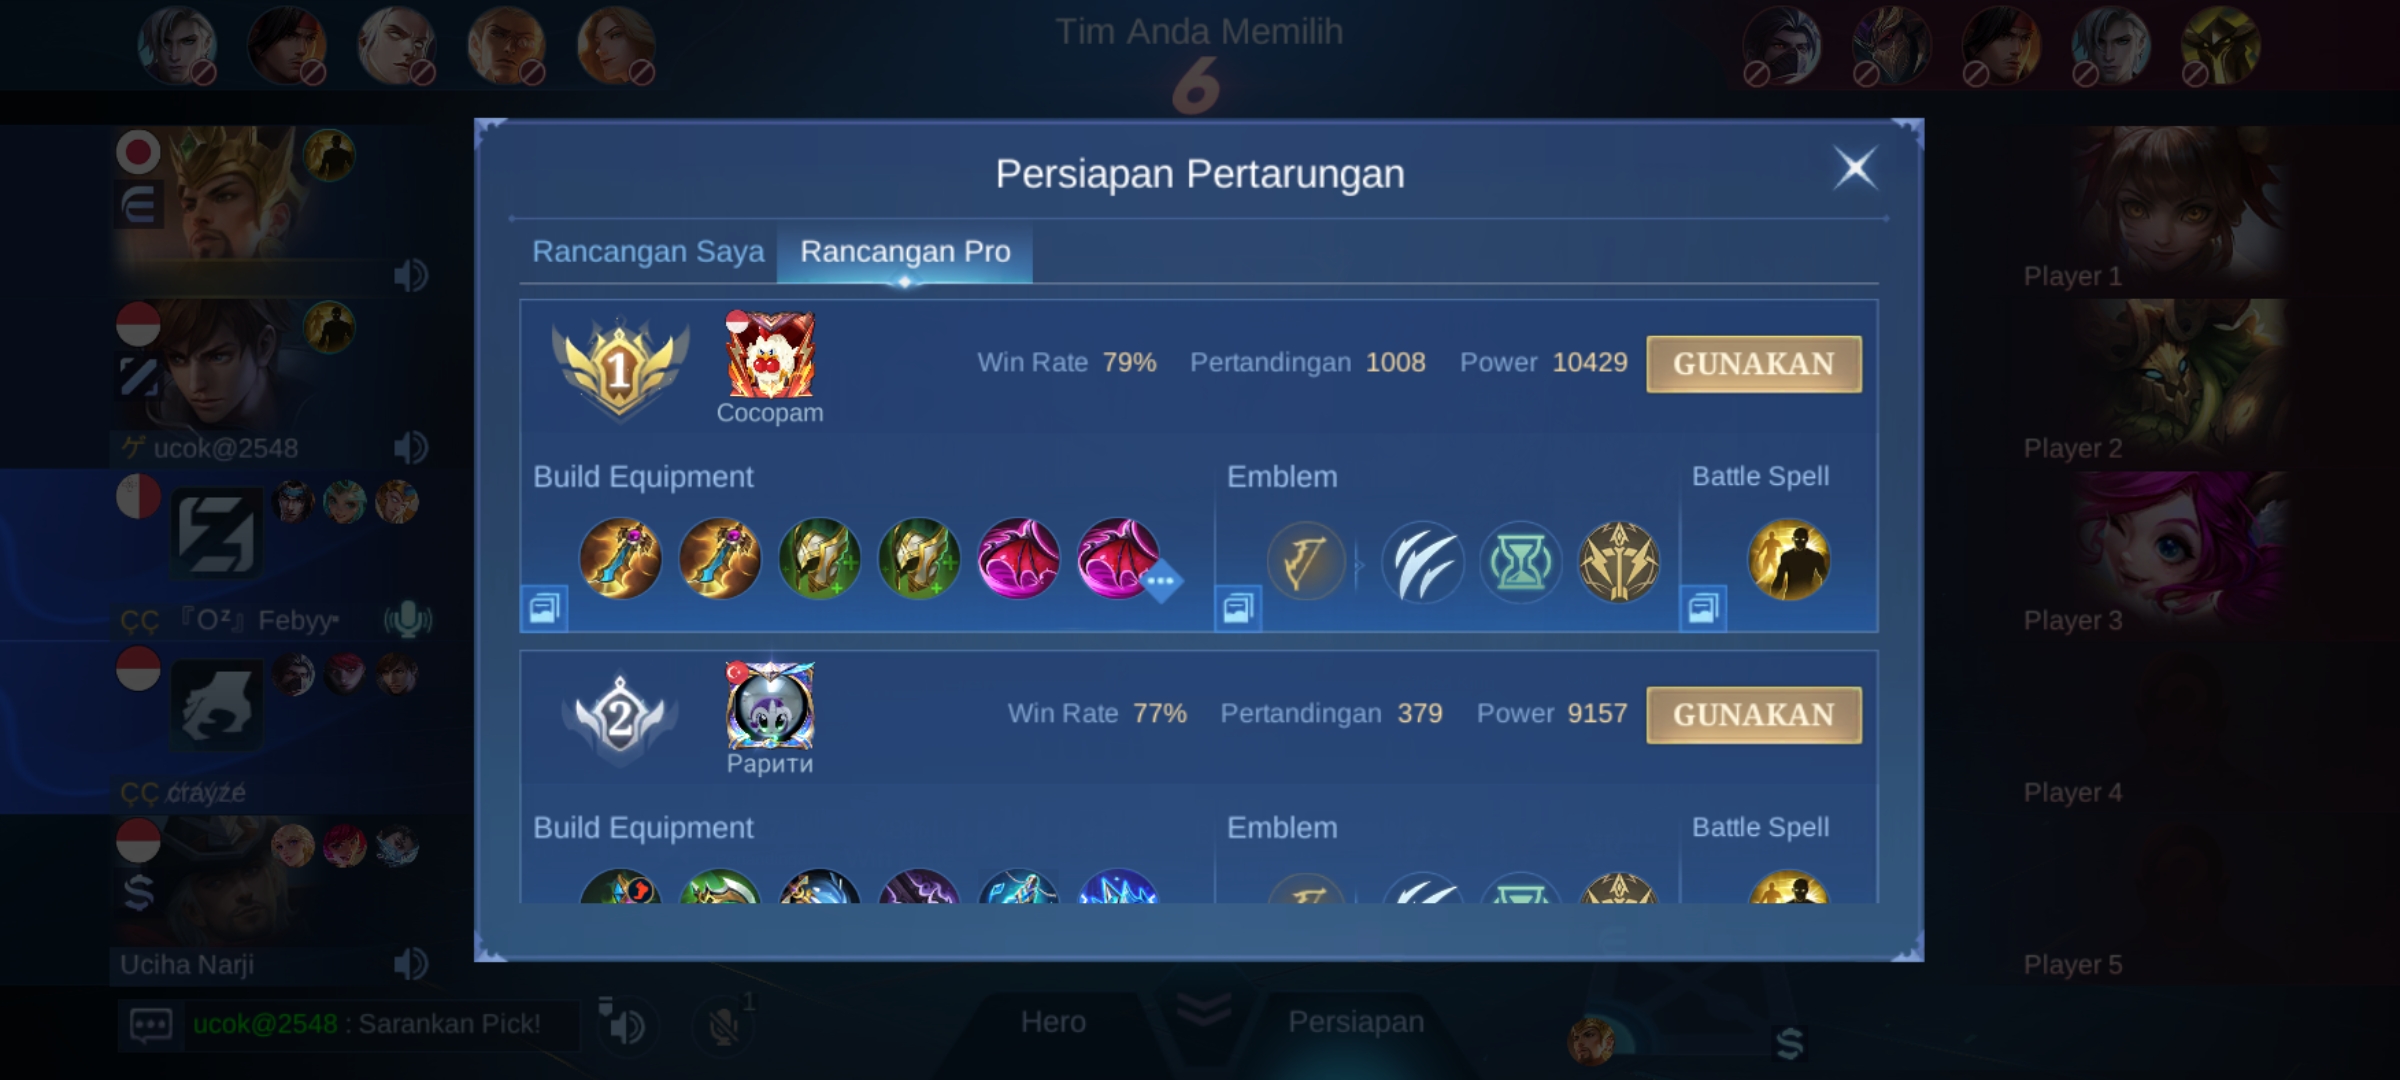 Tim Anda Memilih
6
Persiapan Pertarungan
Rancangan Saya
Rancangan Pro
1
Cocopam
Win Rate 79%
Pertandingan 1008
Power 10429
GUNAKAN
Build Equipment
Emblem
Battle Spell
2
Рарити
Win Rate 77%
Pertandingan 379
Power 9157
GUNAKAN
Build Equipment
Emblem
Battle Spell
ゲ ucok@2548
ÇÇ 『O²』 Febyy
ÇÇ crayze
Uciha Narji
Player 1
Player 2
Player 3
Player 4
Player 5
ucok@2548 : Sarankan Pick!
1
Hero
Persiapan